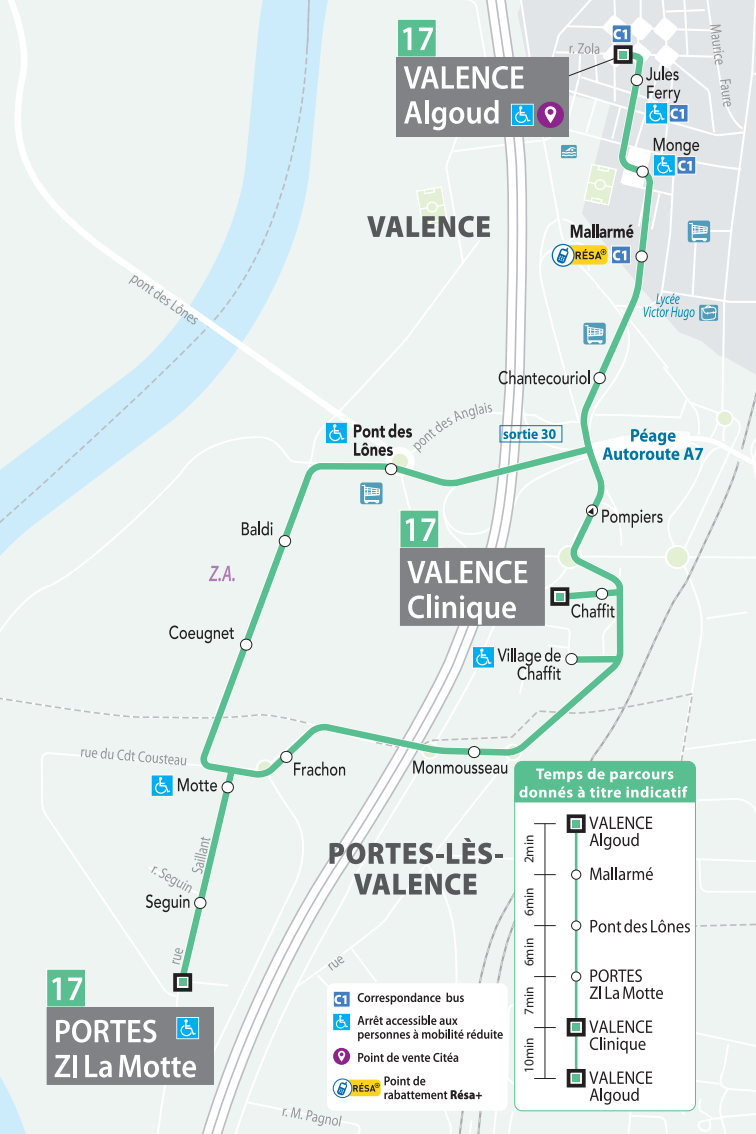 17
VALENCE
Algoud
C1
r. Zola
Maurice
Faure
Jules
Ferry
C1
Monge
C1
VALENCE
Mallarmé
RÉSA+
C1
Lycée
Victor Hugo
pont des Lônes
Chantecouriol
pont des Anglais
sortie 30
Péage
Autoroute A7
Pont des
Lônes
Pompiers
17
VALENCE
Clinique
Baldi
Z.A.
Chaffit
Coeugnet
Village de
Chaffit
rue du Cdt Cousteau
Frachon
Monmousseau
Motte
Saillant
r. Seguin
Seguin
rue
PORTES-LÈS-
VALENCE
rue
17
PORTES
ZI La Motte
r. M. Pagnol
C1 Correspondance bus
Arrêt accessible aux
personnes à mobilité réduite
Point de vente Citéa
RÉSA+ Point de
rabattement Résa+
Temps de parcours
donnés à titre indicatif
VALENCE
Algoud
2min
Mallarmé
6min
Pont des Lônes
6min
PORTES
ZI La Motte
7min
VALENCE
Clinique
10min
VALENCE
Algoud